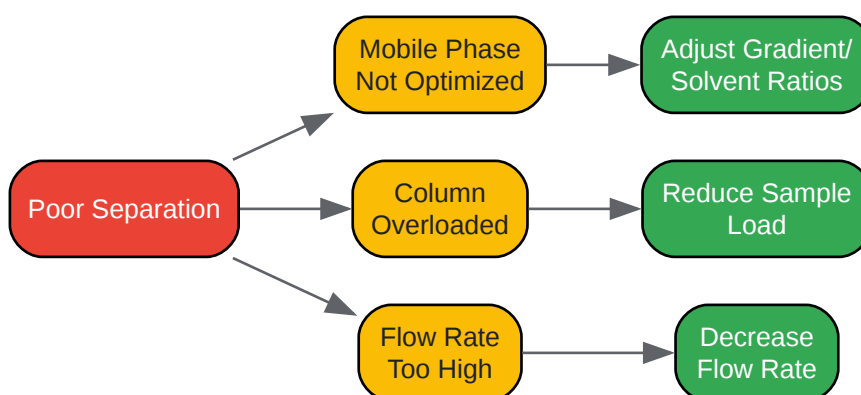 Mobile Phase
Not Optimized
Adjust Gradient/
Solvent Ratios
Poor Separation
Column
Overloaded
Reduce Sample
Load
Flow Rate
Too High
Decrease
Flow Rate